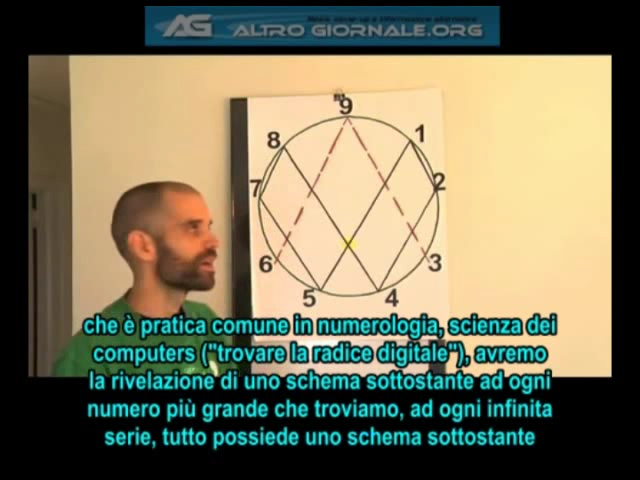 AG ALTRO GIORNALE.ORG
9
8 1
7 2
6 3
5 4
che è pratica comune in numerologia, scienza dei
computers ("trovare la radice digitale"), avremo
la rivelazione di uno schema sottostante ad ogni
numero più grande che troviamo, ad ogni infinita
serie, tutto possiede uno schema sottostante